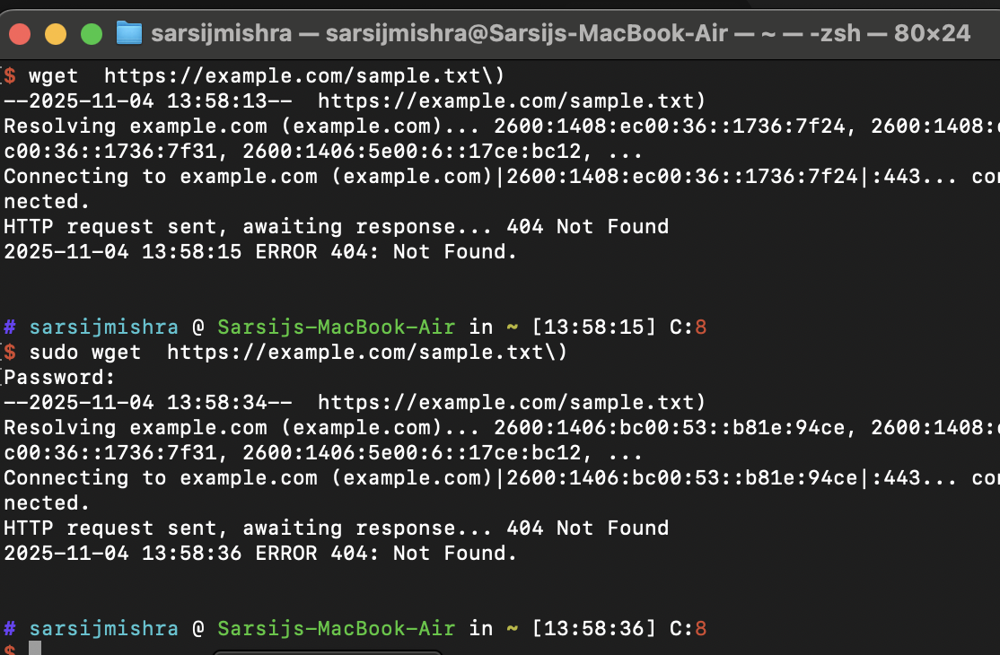 sarsijmishra — sarsijmishra@Sarsijs-MacBook-Air — ~ — -zsh — 80×24
$ wget  https://example.com/sample.txt\)
--2025-11-04 13:58:13--  https://example.com/sample.txt)
Resolving example.com (example.com)... 2600:1408:ec00:36::1736:7f24, 2600:1408:
c00:36::1736:7f31, 2600:1406:5e00:6::17ce:bc12, ...
Connecting to example.com (example.com)|2600:1408:ec00:36::1736:7f24|:443... con
nected.
HTTP request sent, awaiting response... 404 Not Found
2025-11-04 13:58:15 ERROR 404: Not Found.
# sarsijmishra @ Sarsijs-MacBook-Air in ~ [13:58:15] C:8
$ sudo wget  https://example.com/sample.txt\)
Password:
--2025-11-04 13:58:34--  https://example.com/sample.txt)
Resolving example.com (example.com)... 2600:1406:bc00:53::b81e:94ce, 2600:1408:
c00:36::1736:7f31, 2600:1406:5e00:6::17ce:bc12, ...
Connecting to example.com (example.com)|2600:1406:bc00:53::b81e:94ce|:443... con
nected.
HTTP request sent, awaiting response... 404 Not Found
2025-11-04 13:58:36 ERROR 404: Not Found.
# sarsijmishra @ Sarsijs-MacBook-Air in ~ [13:58:36] C:8
$